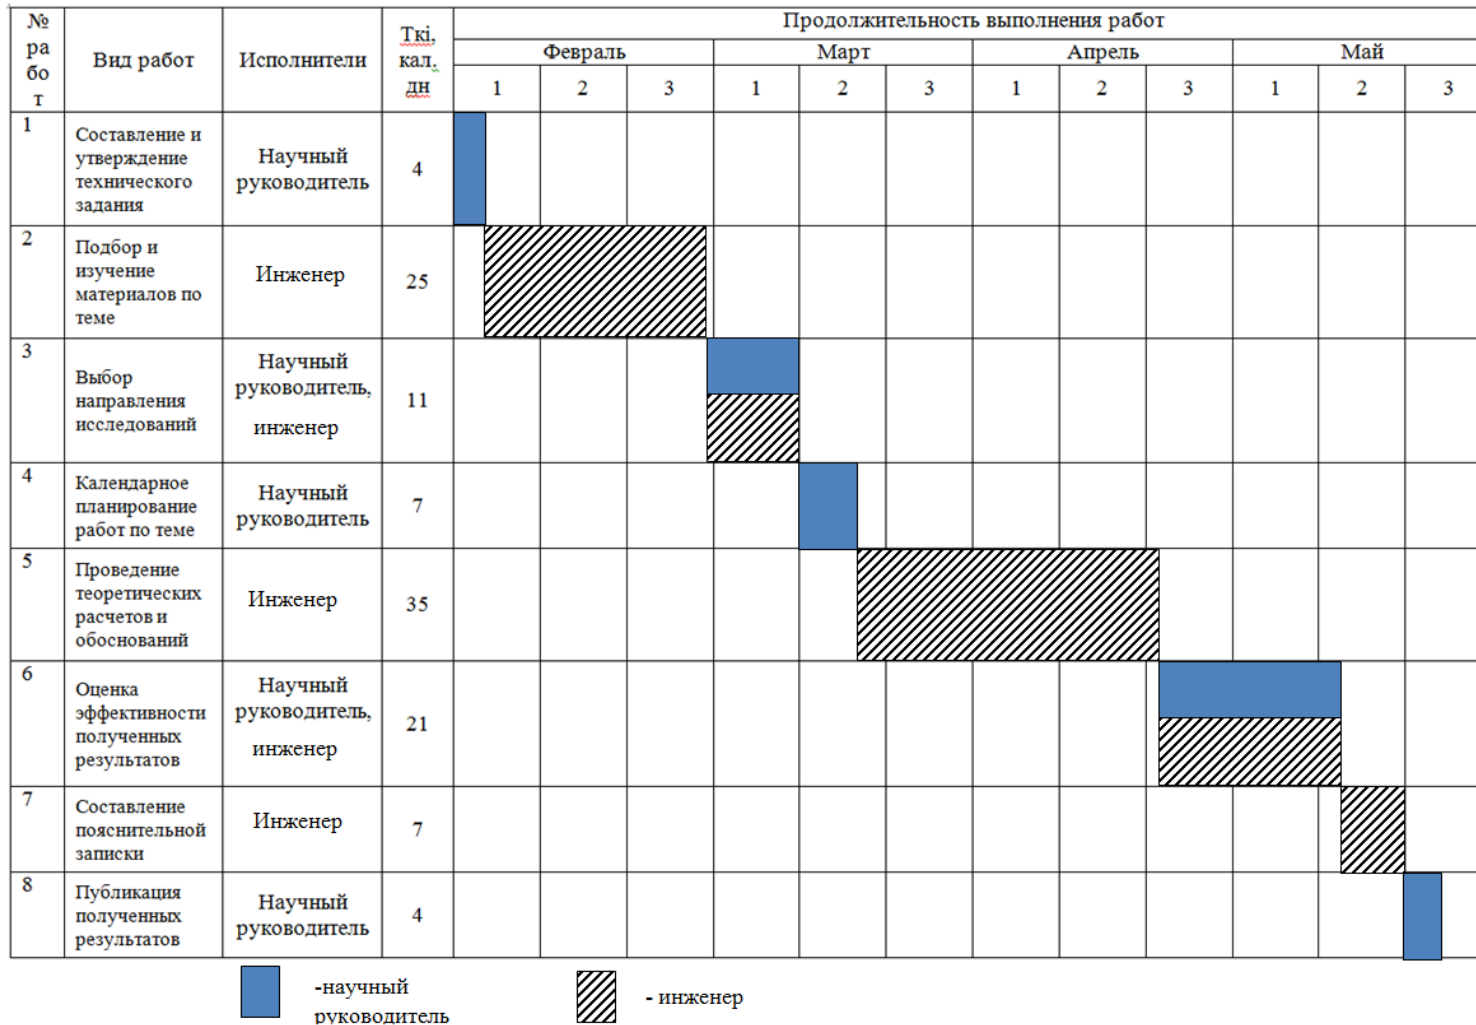 №
ра
бо
т
Вид работ
Исполнители
Ткі,
кал.
дн
Продолжительность выполнения работ
Февраль
Март
Апрель
Май
1
2
3
1
2
3
1
2
3
1
2
3
1
Составление и
утверждение
технического
задания
Научный
руководитель
4
2
Подбор и
изучение
материалов по
теме
Инженер
25
3
Выбор
направления
исследований
Научный
руководитель,
инженер
11
4
Календарное
планирование
работ по теме
Научный
руководитель
7
5
Проведение
теоретических
расчетов и
обоснований
Инженер
35
6
Оценка
эффективности
полученных
результатов
Научный
руководитель,
инженер
21
7
Составление
пояснительной
записки
Инженер
7
8
Публикация
полученных
результатов
Научный
руководитель
4
-научный
руководитель
- инженер